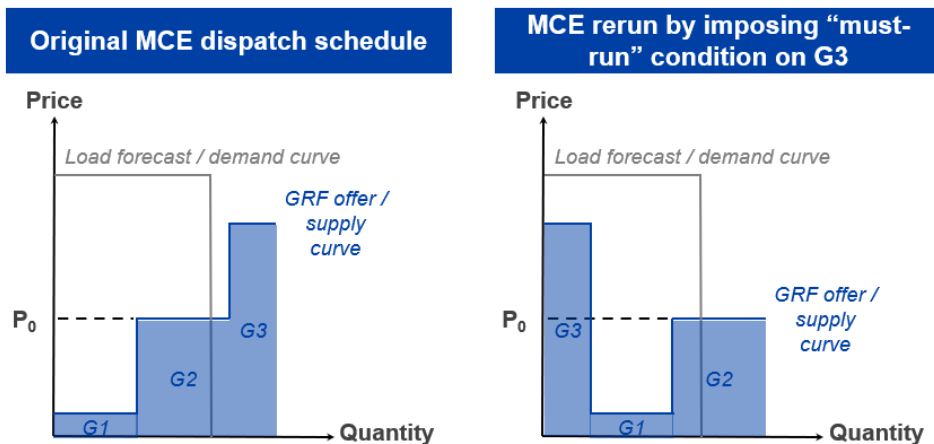 Original MCE dispatch schedule
Price
Load forecast / demand curve
GRF offer /
supply
curve
P0
G3
G2
G1
Quantity
MCE rerun by imposing “must-
run” condition on G3
Price
Load forecast / demand curve
GRF offer /
supply
curve
P0
G3
G2
G1
Quantity